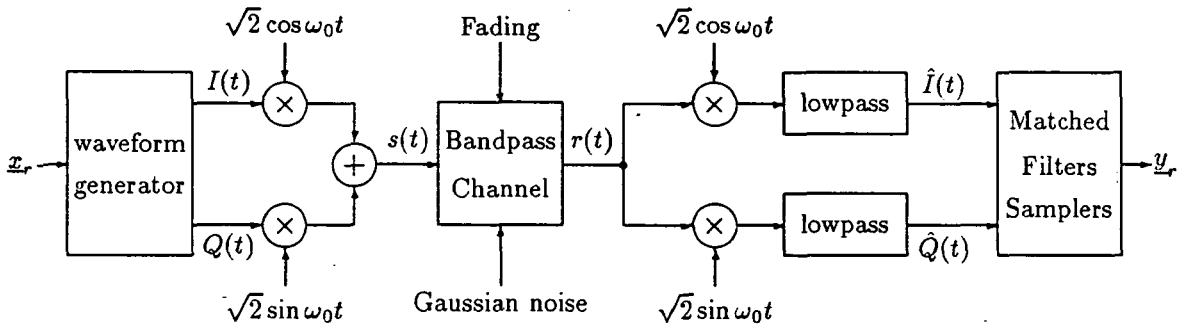 √2 cos ω₀t
Fading
√2 cos ω₀t
I(t)
×
×
lowpass
Î(t)
waveform
generator
x_r
+
s(t)
Bandpass
Channel
r(t)
Matched
Filters
Samplers
y_r
Q(t)
×
×
lowpass
Q̂(t)
√2 sin ω₀t
Gaussian noise
√2 sin ω₀t